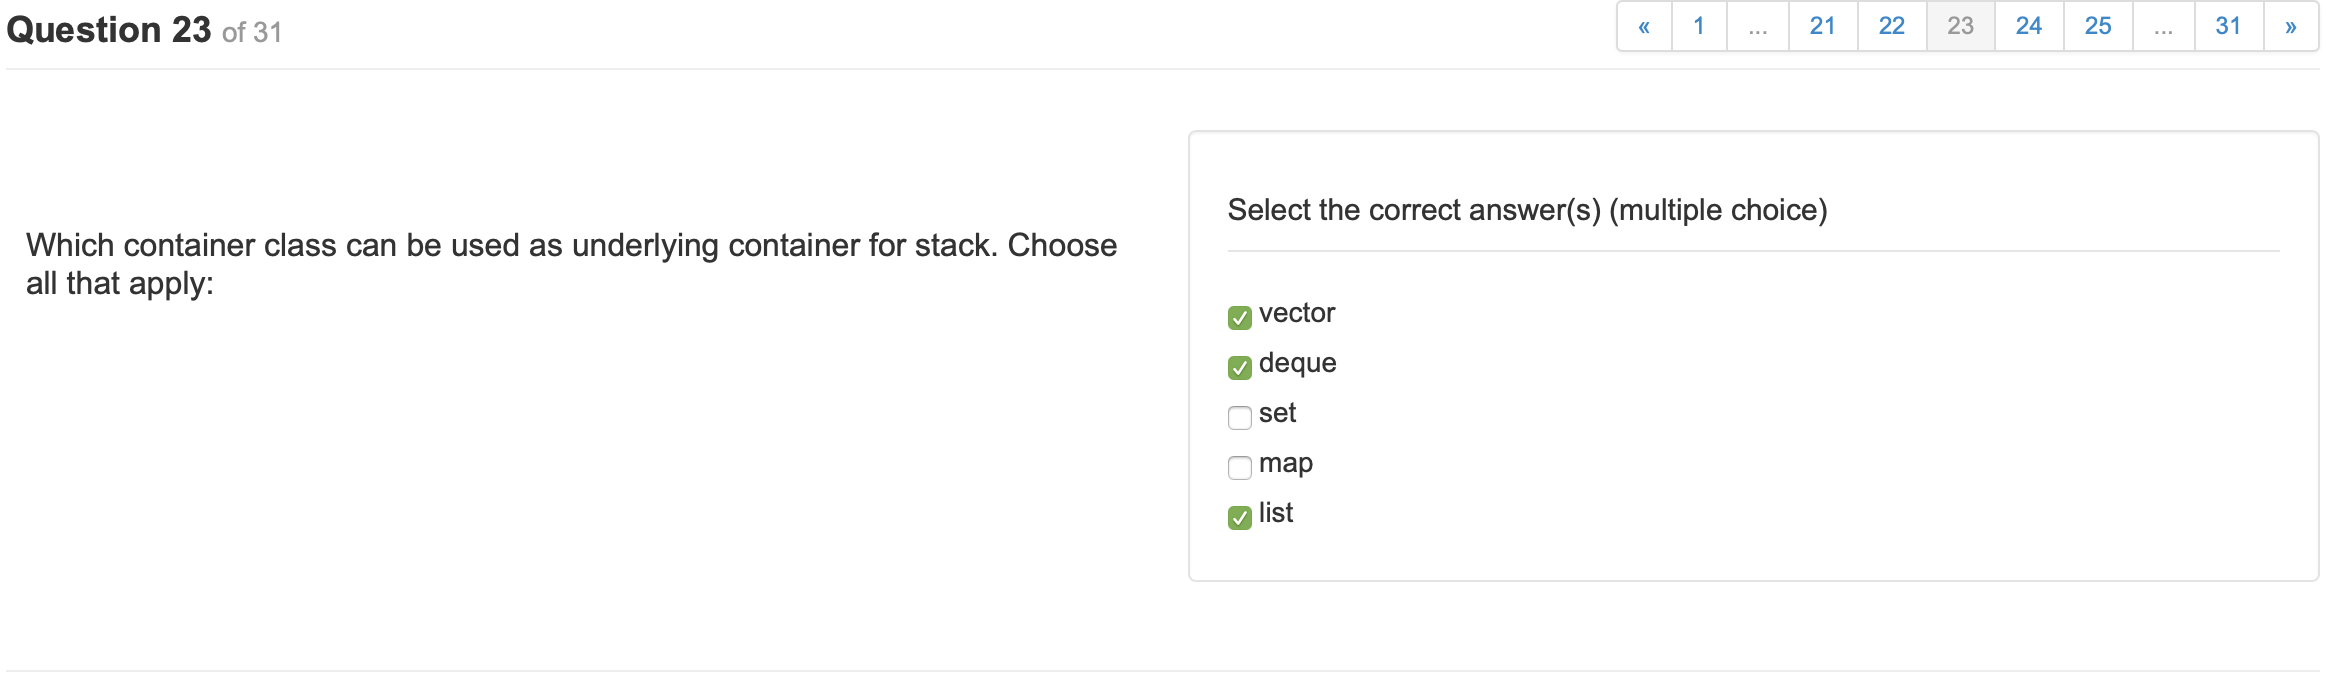 Question 23 of 31
« 1 ... 21 22 23 24 25 ... 31 »
Which container class can be used as underlying container for stack. Choose
all that apply:
Select the correct answer(s) (multiple choice)
vector
deque
set
map
list